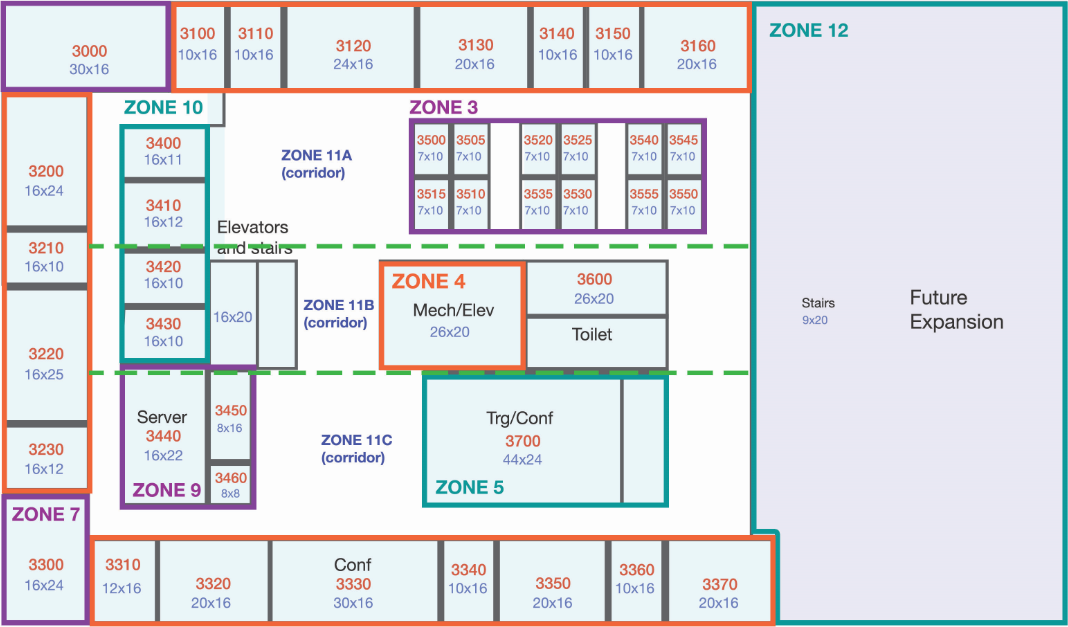 3000
30x16
3100
10x16
3110
10x16
3120
24x16
3130
20x16
3140
10x16
3150
10x16
3160
20x16
ZONE 12
ZONE 10
ZONE 3
3200
16x24
3400
16x11
ZONE 11A
(corridor)
3500
7x10
3505
7x10
3520
7x10
3525
7x10
3540
7x10
3545
7x10
3410
16x12
3515
7x10
3510
7x10
3535
7x10
3530
7x10
3555
7x10
3550
7x10
Elevators
and stairs
3210
16x10
3420
16x10
3430
16x10
16x20
ZONE 11B
(corridor)
ZONE 4
Mech/Elev
26x20
3600
26x20
Toilet
Stairs
9x20
Future
Expansion
3220
16x25
Server
3440
16x22
3450
8x16
3460
8x8
ZONE 9
ZONE 11C
(corridor)
Trg/Conf
3700
44x24
ZONE 5
3230
16x12
ZONE 7
3300
16x24
3310
12x16
3320
20x16
Conf
3330
30x16
3340
10x16
3350
20x16
3360
10x16
3370
20x16